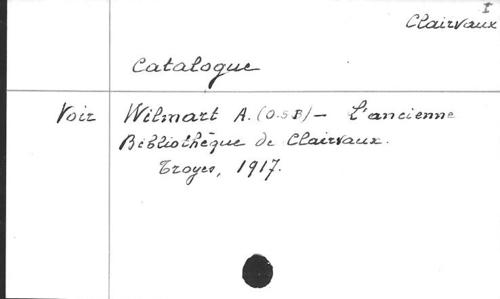 I
Clairvaux
Catalogue
Voir Wilmart A. (O.S.B) – L'ancienne
Bibliothèque de Clairvaux.
Troyes, 1917.